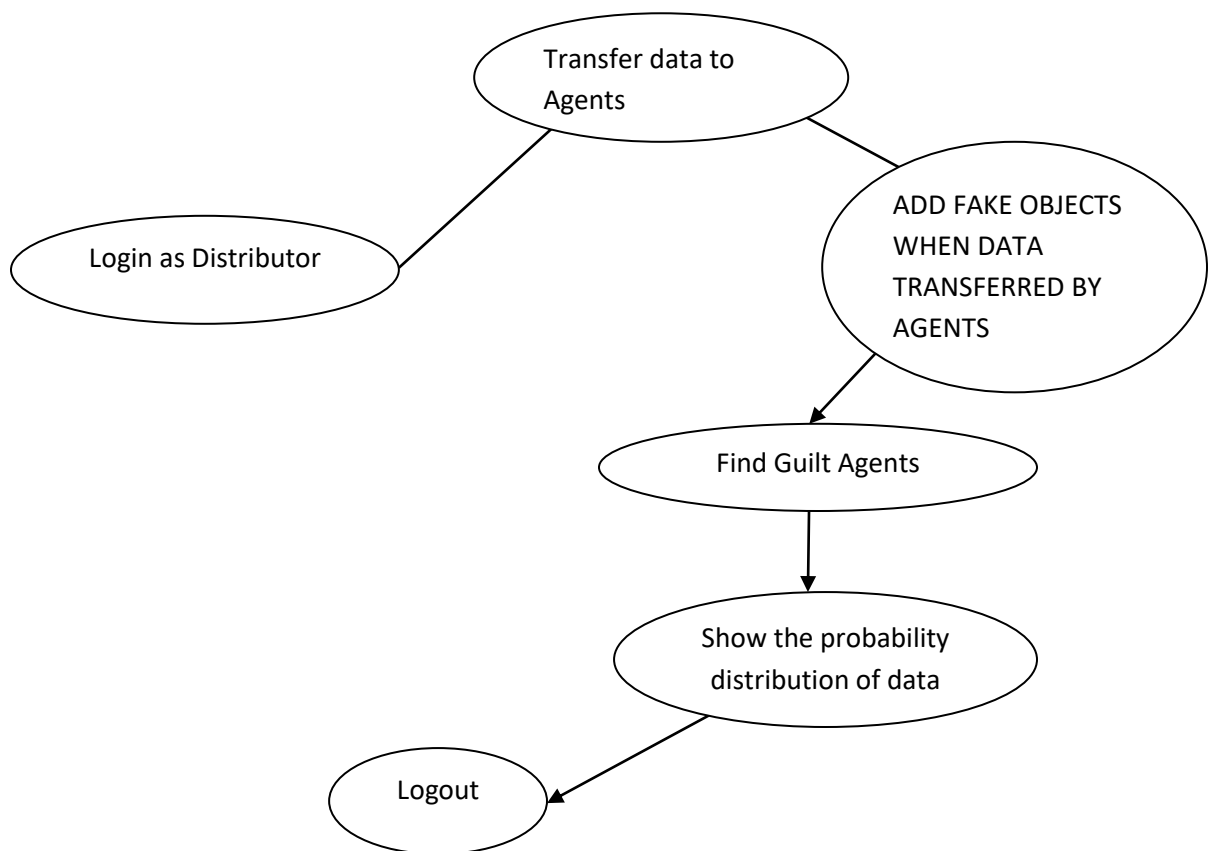 Transfer data to
Agents
Login as Distributor
ADD FAKE OBJECTS
WHEN DATA
TRANSFERRED BY
AGENTS
Find Guilt Agents
Show the probability
distribution of data
Logout